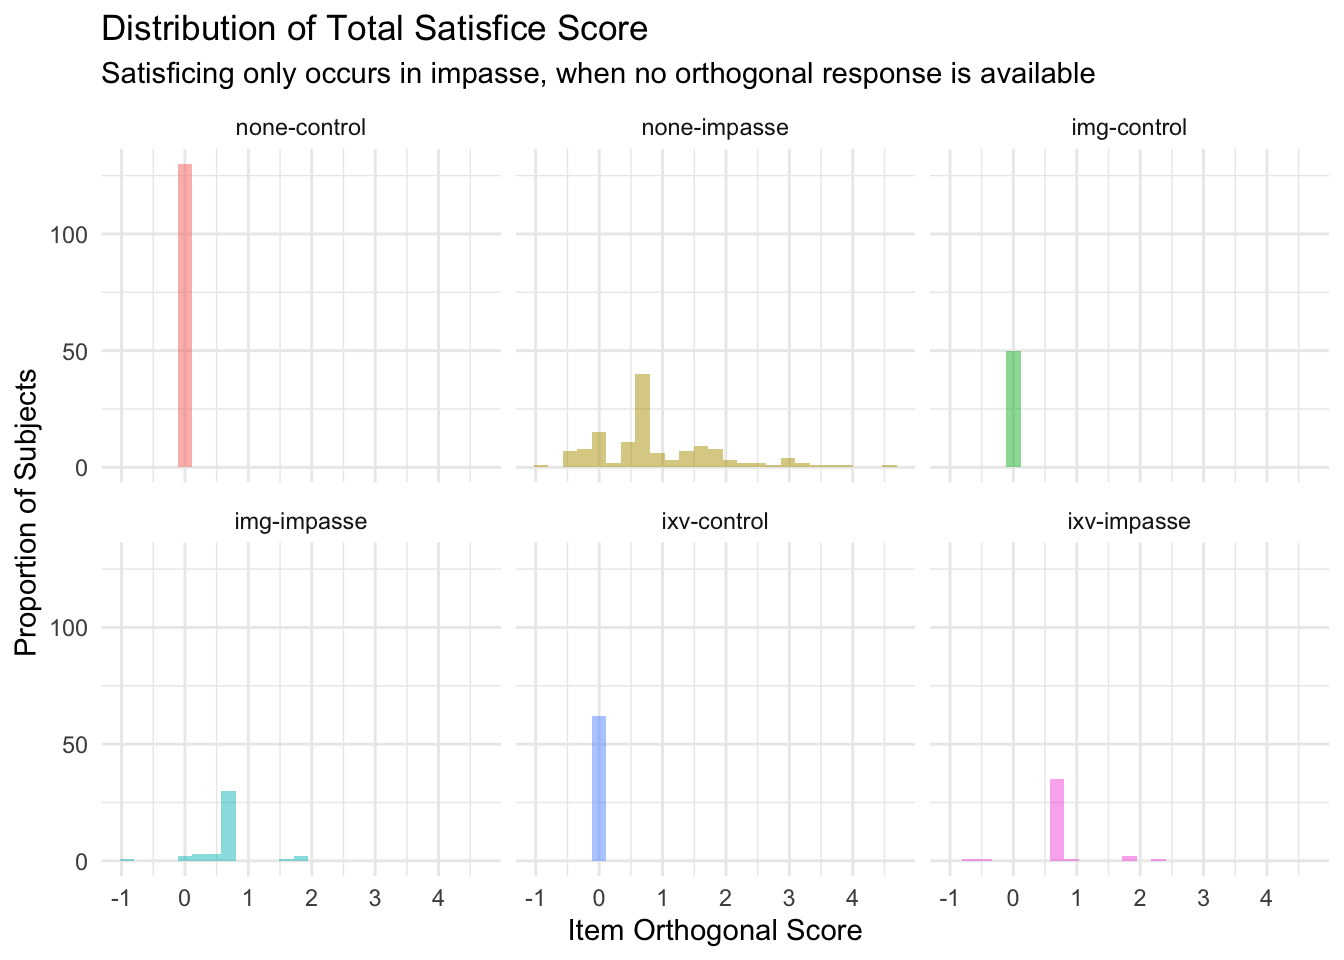 Distribution of Total Satisfice Score
Satisficing only occurs in impasse, when no orthogonal response is available
none-control none-impasse img-control
100
50
0
img-impasse ixv-control ixv-impasse
100
50
0
-1 0 1 2 3 4 -1 0 1 2 3 4 -1 0 1 2 3 4
Item Orthogonal Score
Proportion of Subjects